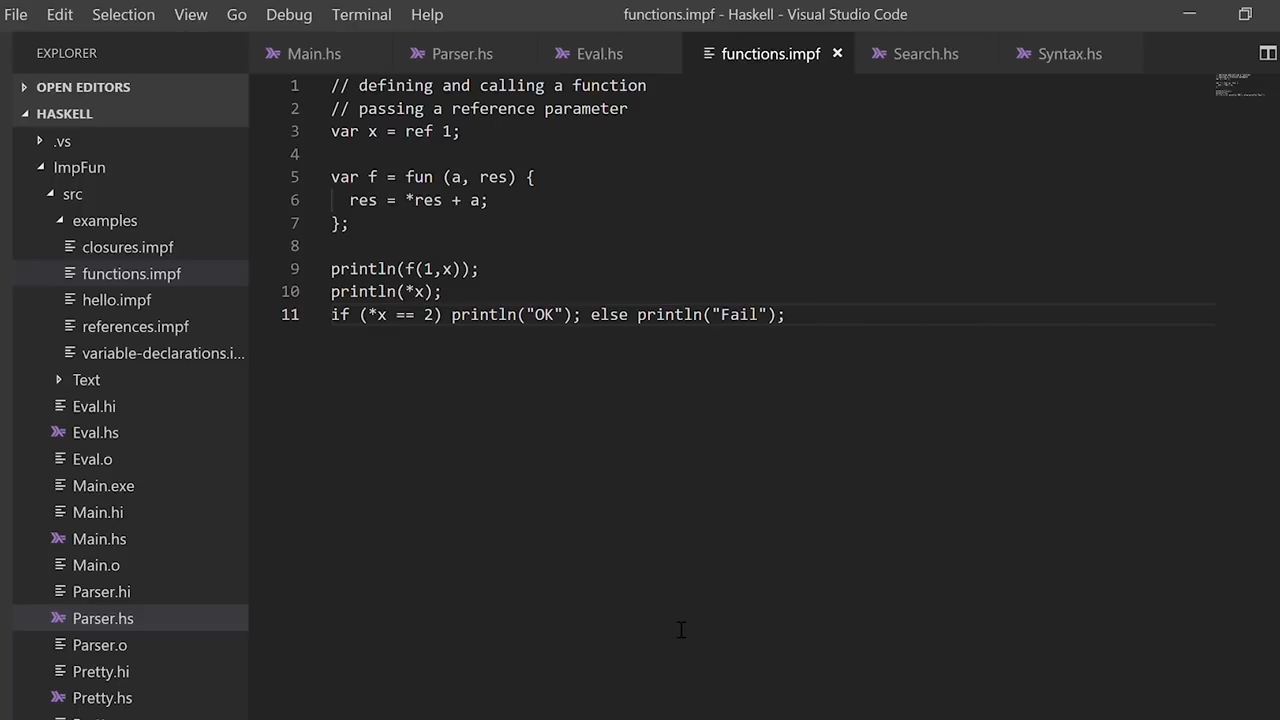 File Edit Selection View Go Debug Terminal Help functions.impf - Haskell - Visual Studio Code
EXPLORER
OPEN EDITORS
HASKELL
.vs
ImpFun
src
examples
closures.impf
functions.impf
hello.impf
references.impf
variable-declarations.i...
Text
Eval.hi
Eval.hs
Eval.o
Main.exe
Main.hi
Main.hs
Main.o
Parser.hi
Parser.hs
Parser.o
Pretty.hi
Pretty.hs
Main.hs Parser.hs Eval.hs functions.impf Search.hs Syntax.hs
1 // defining and calling a function
2 // passing a reference parameter
3 var x = ref 1;
4
5 var f = fun (a, res) {
6 res = *res + a;
7 };
8
9 println(f(1,x));
10 println(*x);
11 if (*x == 2) println("OK"); else println("Fail");